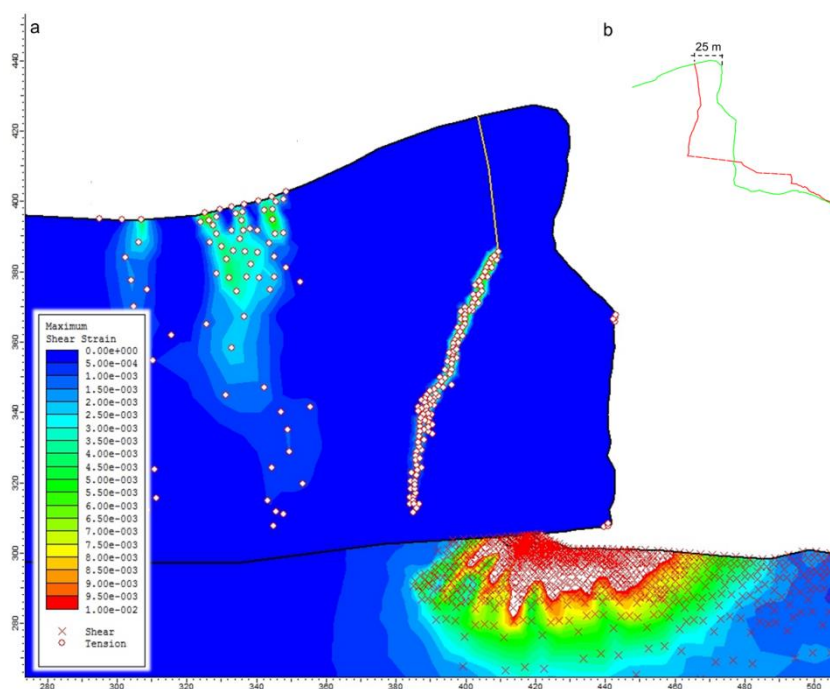 a
b
25 m
440
420
400
380
360
340
320
300
280
Maximum
Shear Strain
0.00e+000
5.00e-004
1.00e-003
1.50e-003
2.00e-003
2.50e-003
3.00e-003
3.50e-003
4.00e-003
4.50e-003
5.00e-003
5.50e-003
6.00e-003
6.50e-003
7.00e-003
7.50e-003
8.00e-003
8.50e-003
9.00e-003
9.50e-003
1.00e-002
Shear
Tension
280 300 320 340 360 380 400 420 440 460 480 500